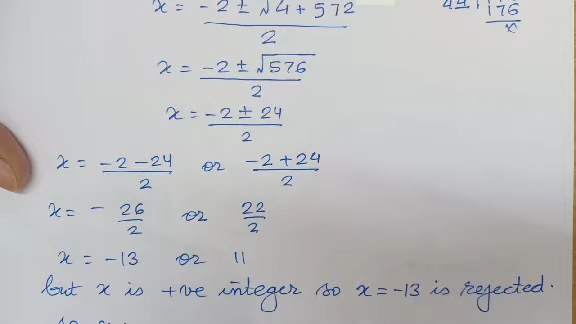 x = -2 ± √4 + 572 / 2
176
x = -2 ± √576 / 2
x = -2 ± 24 / 2
x = -2 - 24 / 2 or -2 + 24 / 2
x = - 26/2 or 22/2
x = -13 or 11
but x is +ve integer so x = -13 is rejected.